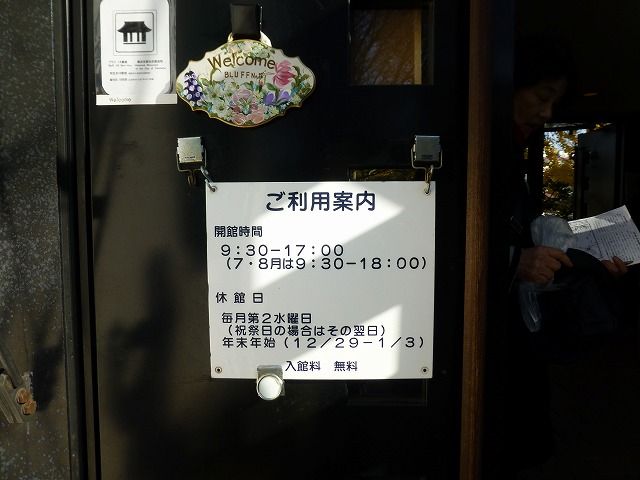 Welcome
Welcome
BLUFF No.
ご利用案内
開館時間
9:30-17:00
(7・8月は9:30-18:00)
休館日
毎月第2水曜日
(祝祭日の場合はその翌日)
年末年始(12/29-1/3)
入館料 無料